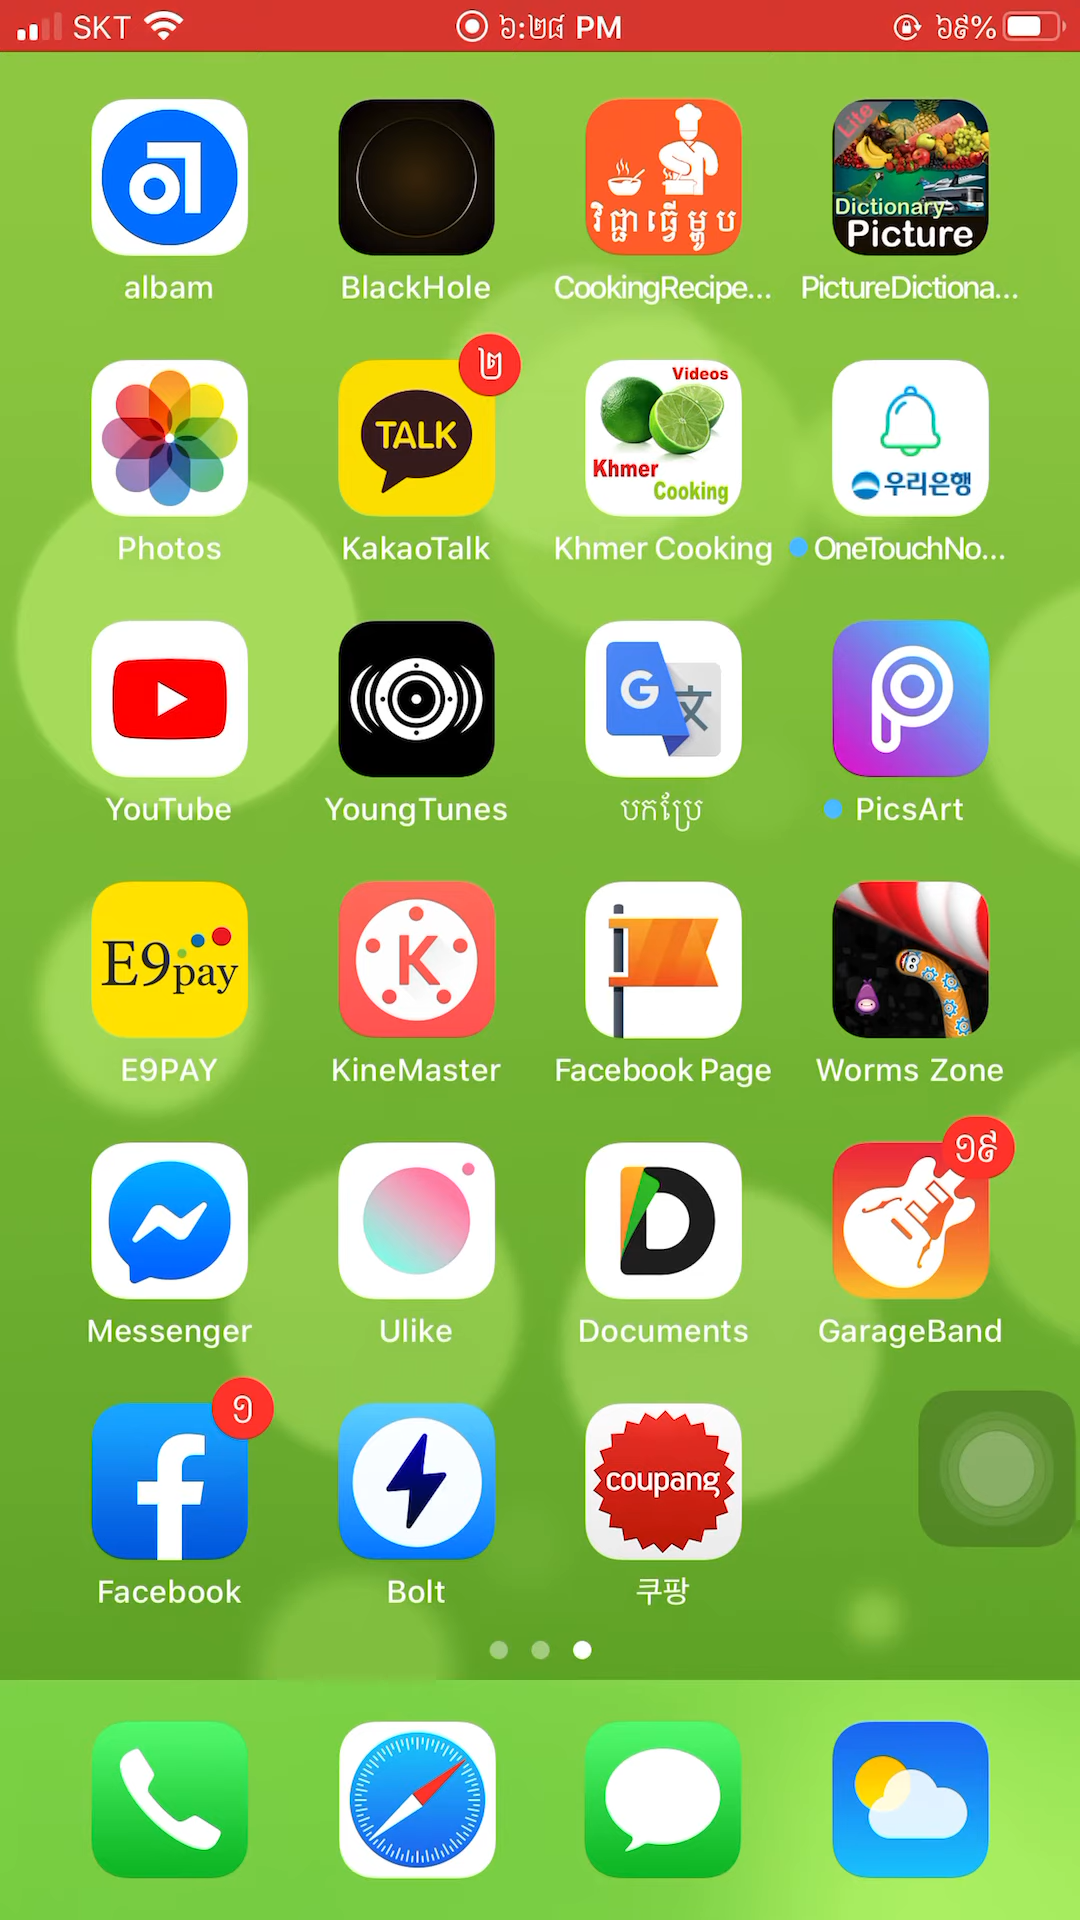 SKT ៦:២៨ PM ៦៩%
វិជ្ជាធ្វើម្ហូប
Lite
Dictionary
Picture
albam BlackHole CookingRecipe... PictureDictiona...
២
TALK
Videos
Khmer
Cooking
우리은행
Photos KakaoTalk Khmer Cooking OneTouchNo...
G 文
YouTube YoungTunes បកប្រែ PicsArt
E9pay K
E9PAY KineMaster Facebook Page Worms Zone
១៩
D
Messenger Ulike Documents GarageBand
១
f coupang
Facebook Bolt 쿠팡